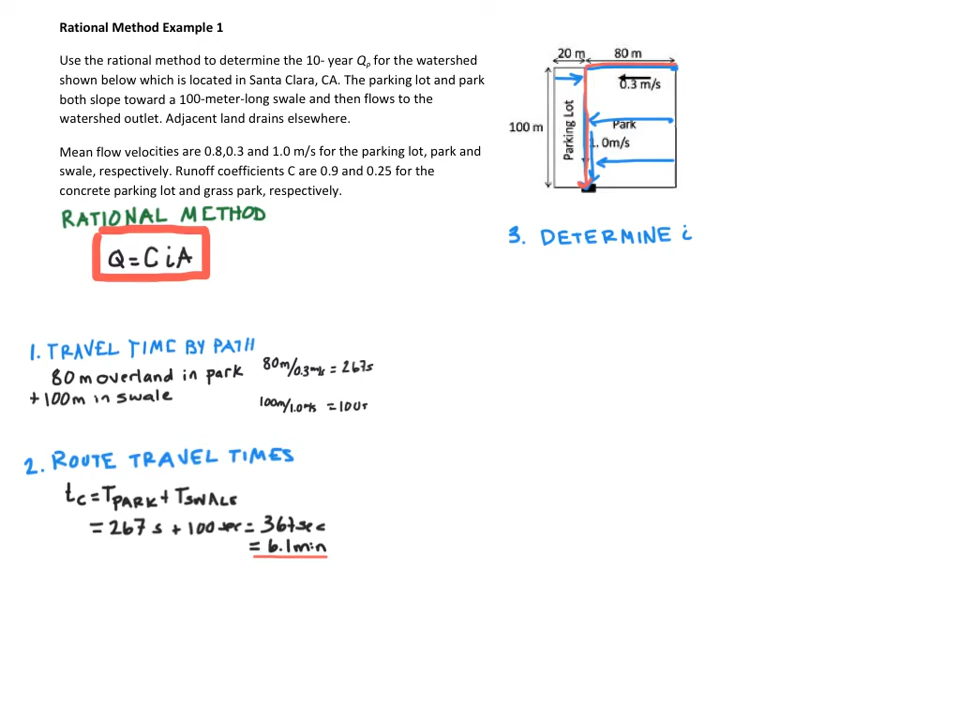 Rational Method Example 1
Use the rational method to determine the 10- year Qp for the watershed
shown below which is located in Santa Clara, CA. The parking lot and park
both slope toward a 100-meter-long swale and then flows to the
watershed outlet. Adjacent land drains elsewhere.
Mean flow velocities are 0.8,0.3 and 1.0 m/s for the parking lot, park and
swale, respectively. Runoff coefficients C are 0.9 and 0.25 for the
concrete parking lot and grass park, respectively.
RATIONAL METHOD
Q=CiA
1. TRAVEL TIME BY PATH
80 m overland in park 80m/0.3m/s = 267s
+ 100m in swale 100m/1.0m/s = 100s
2. ROUTE TRAVEL TIMES
tc = TPARK + TSWALE
= 267 s + 100 sec = 367 sec
= 6.1 min
20 m 80 m
0.3 m/s
100 m
Parking Lot
Park
1.0m/s
3. DETERMINE i